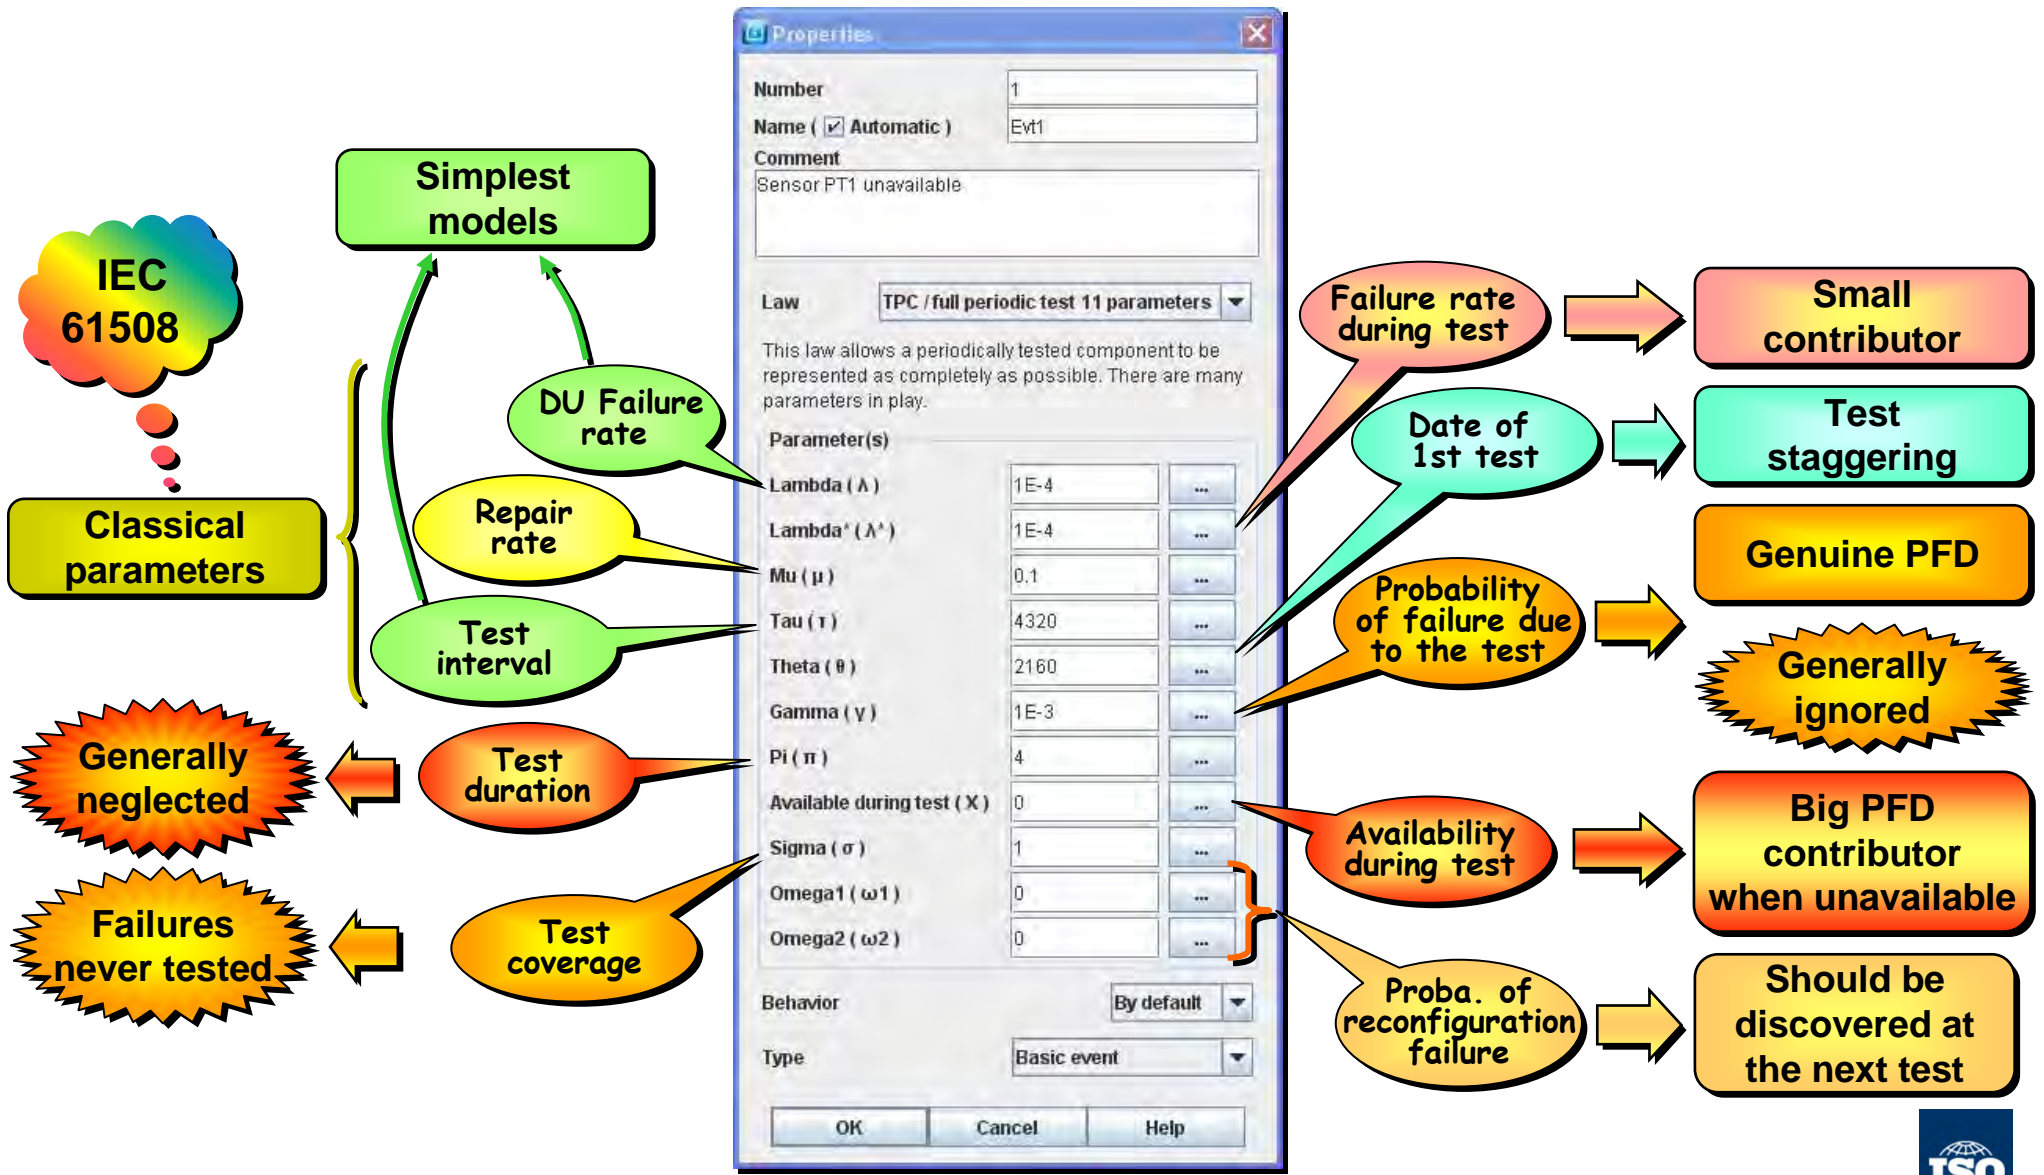 Properties
Number
1
Name ( Automatic )
Evt1
Comment
Sensor PT1 unavailable
Law
TPC / full periodic test 11 parameters
This law allows a periodically tested component to be
represented as completely as possible. There are many
parameters in play.
Parameter(s)
Lambda ( λ )
1E-4
...
Lambda* ( λ* )
1E-4
...
Mu ( μ )
0.1
...
Tau ( τ )
4320
...
Theta ( θ )
2160
...
Gamma ( γ )
1E-3
...
Pi ( π )
4
...
Available during test ( X )
0
...
Sigma ( σ )
1
...
Omega1 ( ω1 )
0
...
Omega2 ( ω2 )
0
...
Behavior
By default
Type
Basic event
OK
Cancel
Help
Simplest
models
IEC
61508
Classical
parameters
DU Failure
rate
Repair
rate
Test
interval
Generally
neglected
Test
duration
Failures
never tested
Test
coverage
Failure rate
during test
Small
contributor
Date of
1st test
Test
staggering
Probability
of failure due
to the test
Genuine PFD
Generally
ignored
Availability
during test
Big PFD
contributor
when unavailable
Proba. of
reconfiguration
failure
Should be
discovered at
the next test
ISO